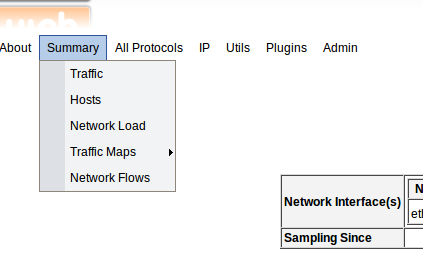 About Summary All Protocols IP Utils Plugins Admin
Traffic
Hosts
Network Load
Traffic Maps
Network Flows
Network Interface(s)
Sampling Since